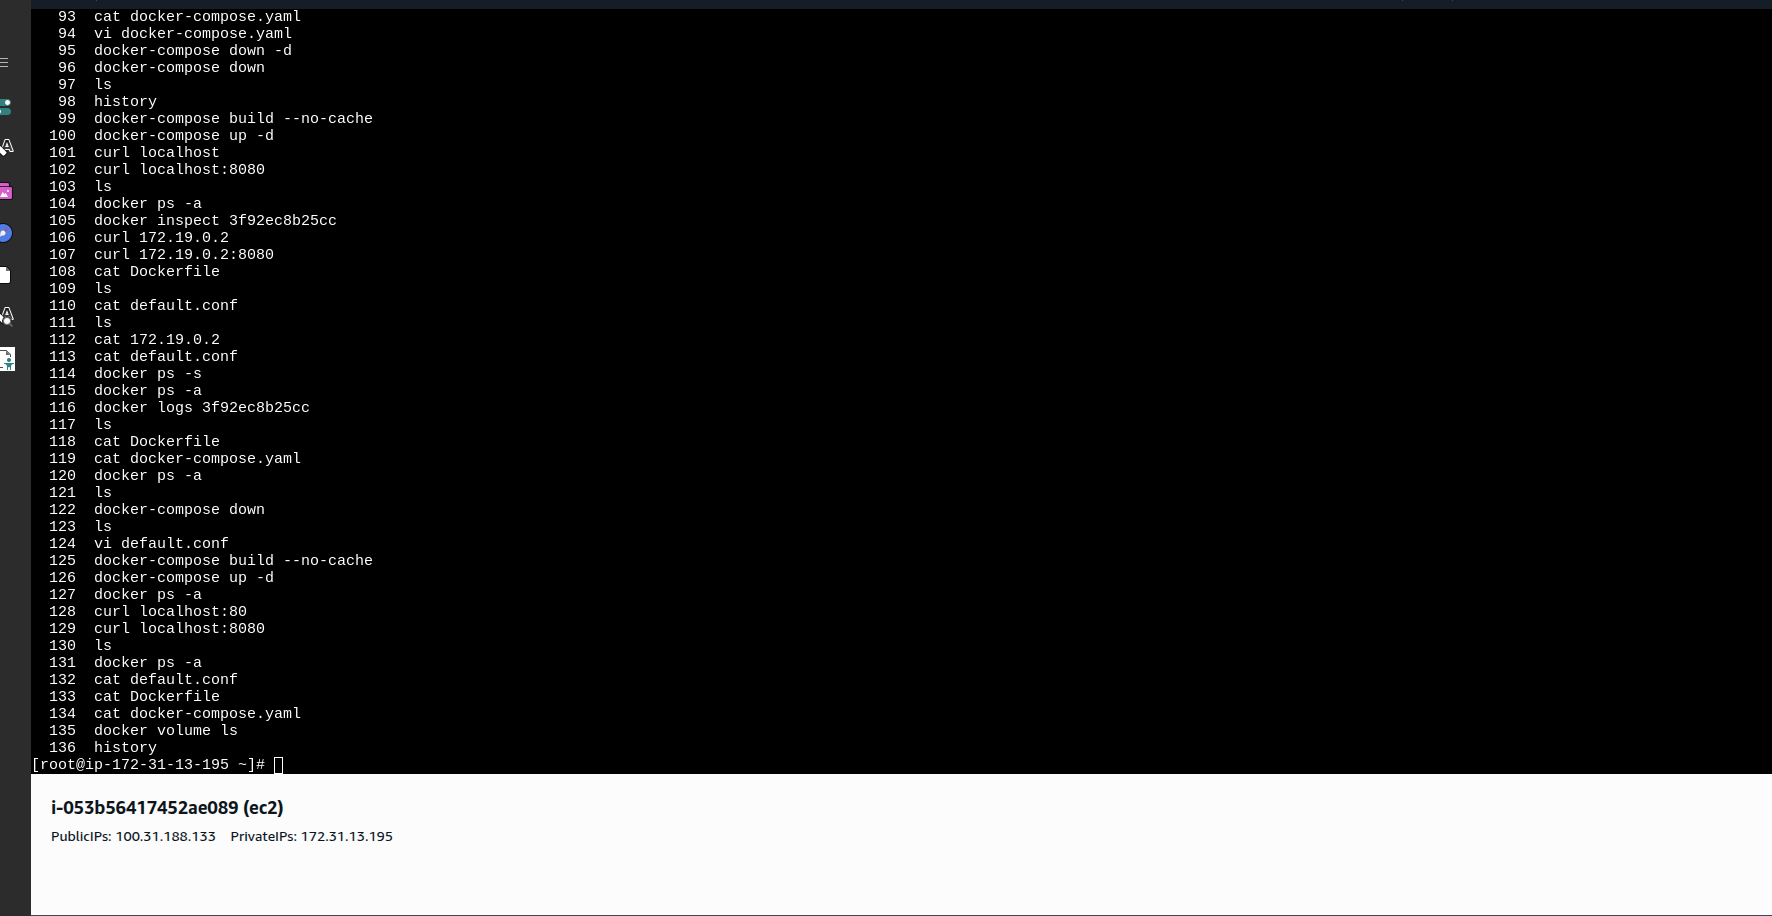 93  cat docker-compose.yaml
94  vi docker-compose.yaml
95  docker-compose down -d
96  docker-compose down
97  ls
98  history
99  docker-compose build --no-cache
100  docker-compose up -d
101  curl localhost
102  curl localhost:8080
103  ls
104  docker ps -a
105  docker inspect 3f92ec8b25cc
106  curl 172.19.0.2
107  curl 172.19.0.2:8080
108  cat Dockerfile
109  ls
110  cat default.conf
111  ls
112  cat 172.19.0.2
113  cat default.conf
114  docker ps -s
115  docker ps -a
116  docker logs 3f92ec8b25cc
117  ls
118  cat Dockerfile
119  cat docker-compose.yaml
120  docker ps -a
121  ls
122  docker-compose down
123  ls
124  vi default.conf
125  docker-compose build --no-cache
126  docker-compose up -d
127  docker ps -a
128  curl localhost:80
129  curl localhost:8080
130  ls
131  docker ps -a
132  cat default.conf
133  cat Dockerfile
134  cat docker-compose.yaml
135  docker volume ls
136  history
[root@ip-172-31-13-195 ~]#
i-053b56417452ae089 (ec2)
PublicIPs: 100.31.188.133 PrivateIPs: 172.31.13.195